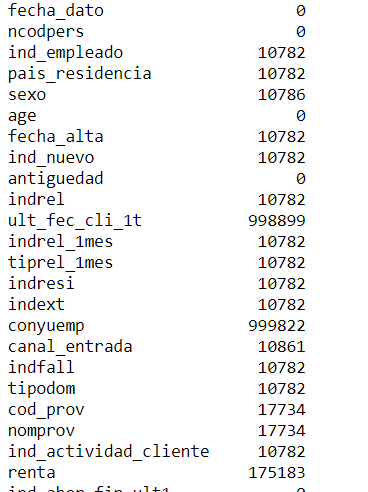 fecha_dato 0
ncodpers 0
ind_empleado 10782
pais_residencia 10782
sexo 10786
age 0
fecha_alta 10782
ind_nuevo 10782
antiguedad 0
indrel 10782
ult_fec_cli_1t 998899
indrel_1mes 10782
tiprel_1mes 10782
indresi 10782
indext 10782
conyuemp 999822
canal_entrada 10861
indfall 10782
tipodom 10782
cod_prov 17734
nomprov 17734
ind_actividad_cliente 10782
renta 175183
ind_ahor_fin_ult1 0